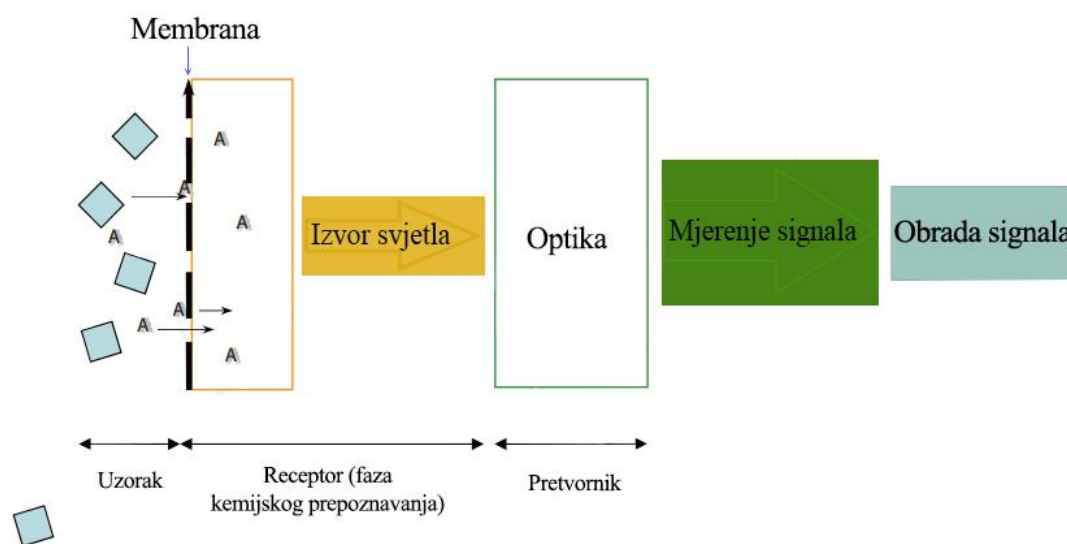 Membrana
A
A
A
A
A
A
A
Izvor svjetla
Optika
Mjerenje signala
Obrada signala
Uzorak
Receptor (faza
kemijskog prepoznavanja)
Pretvornik